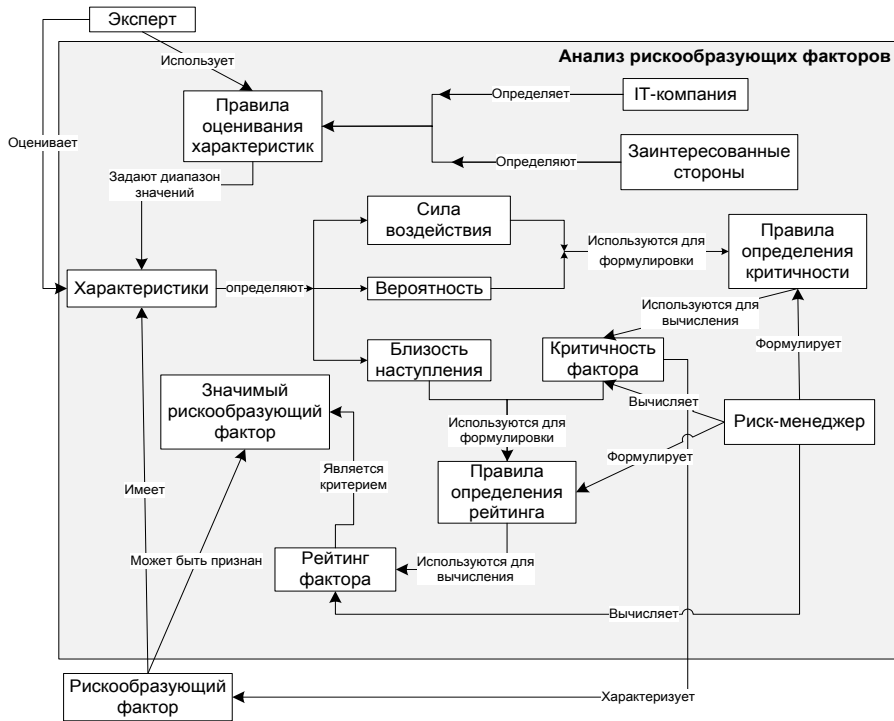 Эксперт
Анализ рискообразующих факторов
Использует
IT-компания
Определяет
Правила
оценивания
характеристик
Оценивает
Заинтересованные
стороны
Определяют
Задают диапазон
значений
Сила
воздействия
Правила
определения
критичности
Используются для
формулировки
Характеристики
определяют
Вероятность
Используются для
вычисления
Формулирует
Близость
наступления
Критичность
фактора
Значимый
рискообразующий
фактор
Вычисляет
Риск-менеджер
Используются для
формулировки
Формулирует
Является
критерием
Правила
определения
рейтинга
Имеет
Может быть признан
Рейтинг
фактора
Используются для
вычисления
Вычисляет
Рискообразующий
фактор
Характеризует